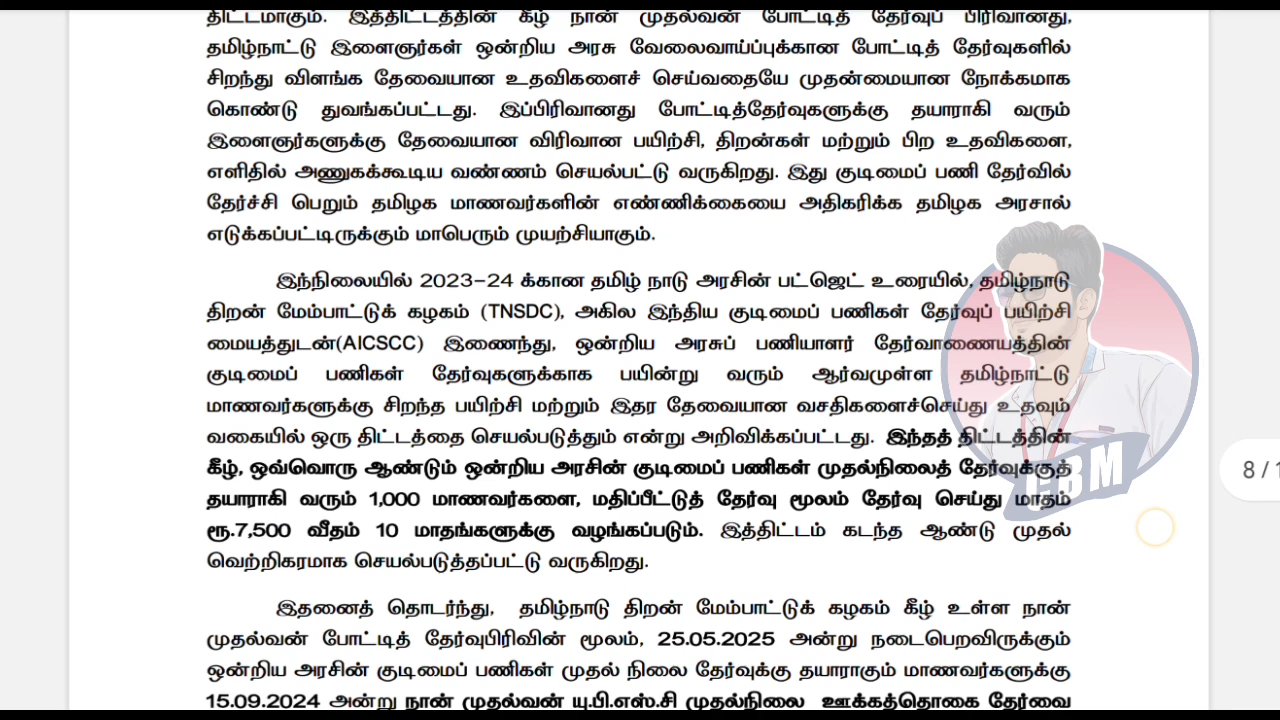 திட்டமாகும். இத்திட்டத்தின் கீழ் நான் முதல்வன் போட்டித் தேர்வுப் பிரிவானது,
தமிழ்நாட்டு இளைஞர்கள் ஒன்றிய அரசு வேலைவாய்ப்புக்கான போட்டித் தேர்வுகளில்
சிறந்து விளங்க தேவையான உதவிகளைச் செய்வதையே முதன்மையான நோக்கமாக
கொண்டு துவங்கப்பட்டது. இப்பிரிவானது போட்டித்தேர்வுகளுக்கு தயாராகி வரும்
இளைஞர்களுக்கு தேவையான விரிவான பயிற்சி, திறன்கள் மற்றும் பிற உதவிகளை,
எளிதில் அணுகக்கூடிய வண்ணம் செயல்பட்டு வருகிறது. இது குடிமைப் பணி தேர்வில்
தேர்ச்சி பெறும் தமிழக மாணவர்களின் எண்ணிக்கையை அதிகரிக்க தமிழக அரசால்
எடுக்கப்பட்டிருக்கும் மாபெரும் முயற்சியாகும்.
இந்நிலையில் 2023-24 க்கான தமிழ் நாடு அரசின் பட்ஜெட் உரையில், தமிழ்நாடு
திறன் மேம்பாட்டுக் கழகம் (TNSDC), அகில இந்திய குடிமைப் பணிகள் தேர்வுப் பயிற்சி
மையத்துடன்(AICSCC) இணைந்து, ஒன்றிய அரசுப் பணியாளர் தேர்வாணையத்தின்
குடிமைப் பணிகள் தேர்வுகளுக்காக பயின்று வரும் ஆர்வமுள்ள தமிழ்நாட்டு
மாணவர்களுக்கு சிறந்த பயிற்சி மற்றும் இதர தேவையான வசதிகளைச்செய்து உதவும்
வகையில் ஒரு திட்டத்தை செயல்படுத்தும் என்று அறிவிக்கப்பட்டது. இந்தத் திட்டத்தின்
கீழ், ஒவ்வொரு ஆண்டும் ஒன்றிய அரசின் குடிமைப் பணிகள் முதல்நிலைத் தேர்வுக்குத்
தயாராகி வரும் 1,000 மாணவர்களை, மதிப்பீட்டுத் தேர்வு மூலம் தேர்வு செய்து மாதம்
ரூ.7,500 வீதம் 10 மாதங்களுக்கு வழங்கப்படும். இத்திட்டம் கடந்த ஆண்டு முதல்
வெற்றிகரமாக செயல்படுத்தப்பட்டு வருகிறது.
இதனைத் தொடர்ந்து, தமிழ்நாடு திறன் மேம்பாட்டுக் கழகம் கீழ் உள்ள நான்
முதல்வன் போட்டித் தேர்வுபிரிவின் மூலம், 25.05.2025 அன்று நடைபெறவிருக்கும்
ஒன்றிய அரசின் குடிமைப் பணிகள் முதல் நிலை தேர்வுக்கு தயாராகும் மாணவர்களுக்கு
15.09.2024 அன்று நான் முதல்வன் யு.பி.எஸ்.சி முதல்நிலை ஊக்கத்தொகை தேர்வை
8 / 1